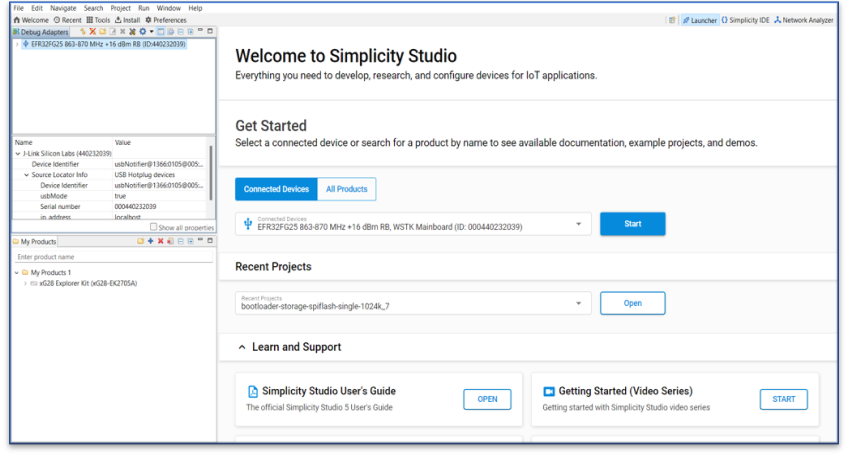 File Edit Navigate Search Project Run Window Help
Welcome Recent Tools Install Preferences
Launcher Simplicity IDE Network Analyzer
Debug Adapters
EFR32FG25 863-870 MHz +16 dBm RB (ID:440232039)
Name Value
J-Link Silicon Labs (440232039)
Device Identifier usbNotifier@1366:0105@005:...
Source Locator Info USB Hotplug devices
Device Identifier usbNotifier@1366:0105@005:...
usbMode true
Serial number 000440232039
ip_address localhost
Show all properties
My Products
Enter product name
My Products 1
xG28 Explorer Kit (xG28-EK2705A)
Welcome to Simplicity Studio
Everything you need to develop, research, and configure devices for IoT applications.
Get Started
Select a connected device or search for a product by name to see available documentation, example projects, and demos.
Connected Devices All Products
Connected Devices
EFR32FG25 863-870 MHz +16 dBm RB, WSTK Mainboard (ID: 000440232039)
Start
Recent Projects
Recent Projects
bootloader-storage-spiflash-single-1024k_7
Open
Learn and Support
Simplicity Studio User's Guide
The official Simplicity Studio 5 User's Guide
OPEN
Getting Started (Video Series)
Getting started with Simplicity Studio video series
START